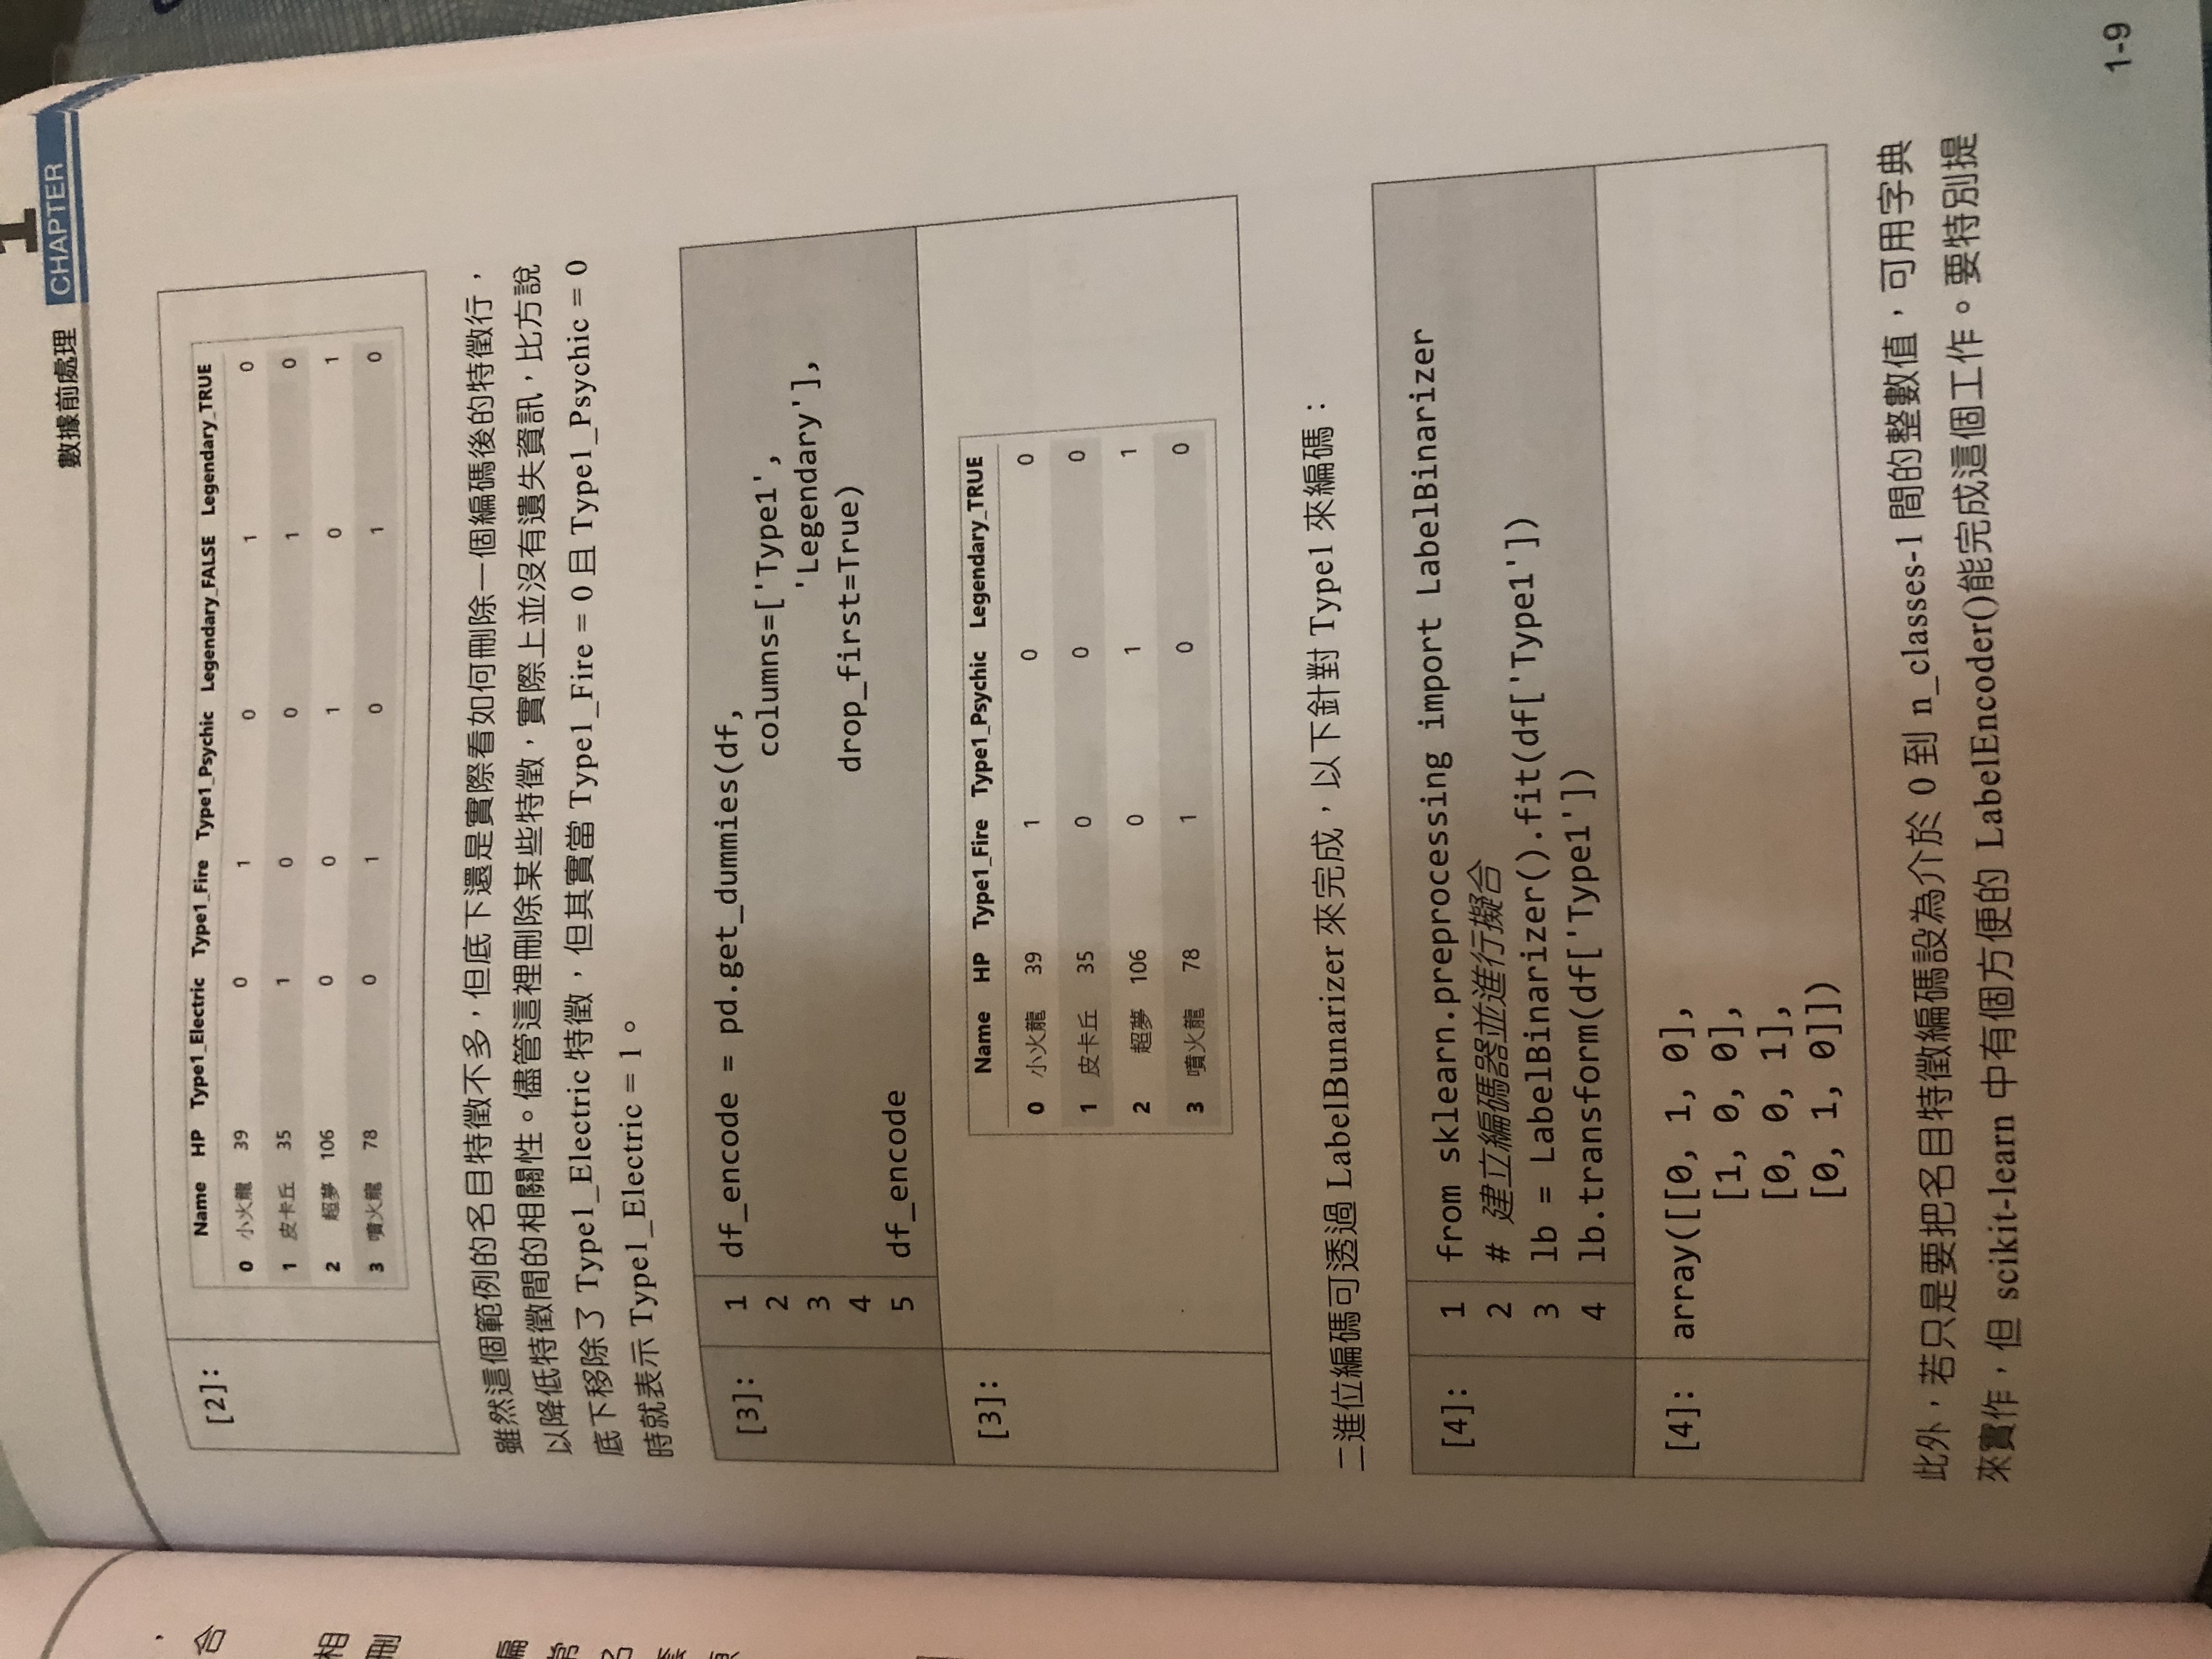 1
數據前處理 CHAPTER
[2]:
Name HP Type1_Electric Type1_Fire Type1_Psychic Legendary_FALSE Legendary_TRUE
0 小火龍 39 0 1 0 1 0
1 皮卡丘 35 1 0 0 1 0
2 超夢 106 0 0 1 0 1
3 噴火龍 78 0 1 0 1 0
雖然這個範例的名目特徵不多，但底下還是實際看如何刪除一個編碼後的特徵行，
以降低特徵間的相關性。儘管這裡刪除某些特徵，實際上並沒有遺失資訊，比方說
底下移除了 Type1_Electric 特徵，但其實當 Type1_Fire = 0 且 Type1_Psychic = 0
時就表示 Type1_Electric = 1。
[3]:
1 df_encode = pd.get_dummies(df,
2 columns=['Type1',
3 'Legendary'],
4 drop_first=True)
5 df_encode
[3]:
Name HP Type1_Fire Type1_Psychic Legendary_TRUE
0 小火龍 39 1 0 0
1 皮卡丘 35 0 0 0
2 超夢 106 0 1 1
3 噴火龍 78 1 0 0
二進位編碼可透過 LabelBunarizer 來完成，以下針對 Type1 來編碼：
[4]:
1 from sklearn.preprocessing import LabelBinarizer
2 # 建立編碼器並進行擬合
3 lb = LabelBinarizer().fit(df['Type1'])
4 lb.transform(df['Type1'])
[4]: array([[0, 1, 0],
[1, 0, 0],
[0, 0, 1],
[0, 1, 0]])
此外，若只是要把名目特徵編碼設為介於 0 到 n_classes-1 間的整數值，可用字典
來實作，但 scikit-learn 中有個方便的 LabelEncoder()能完成這個工作。要特別提
1-9